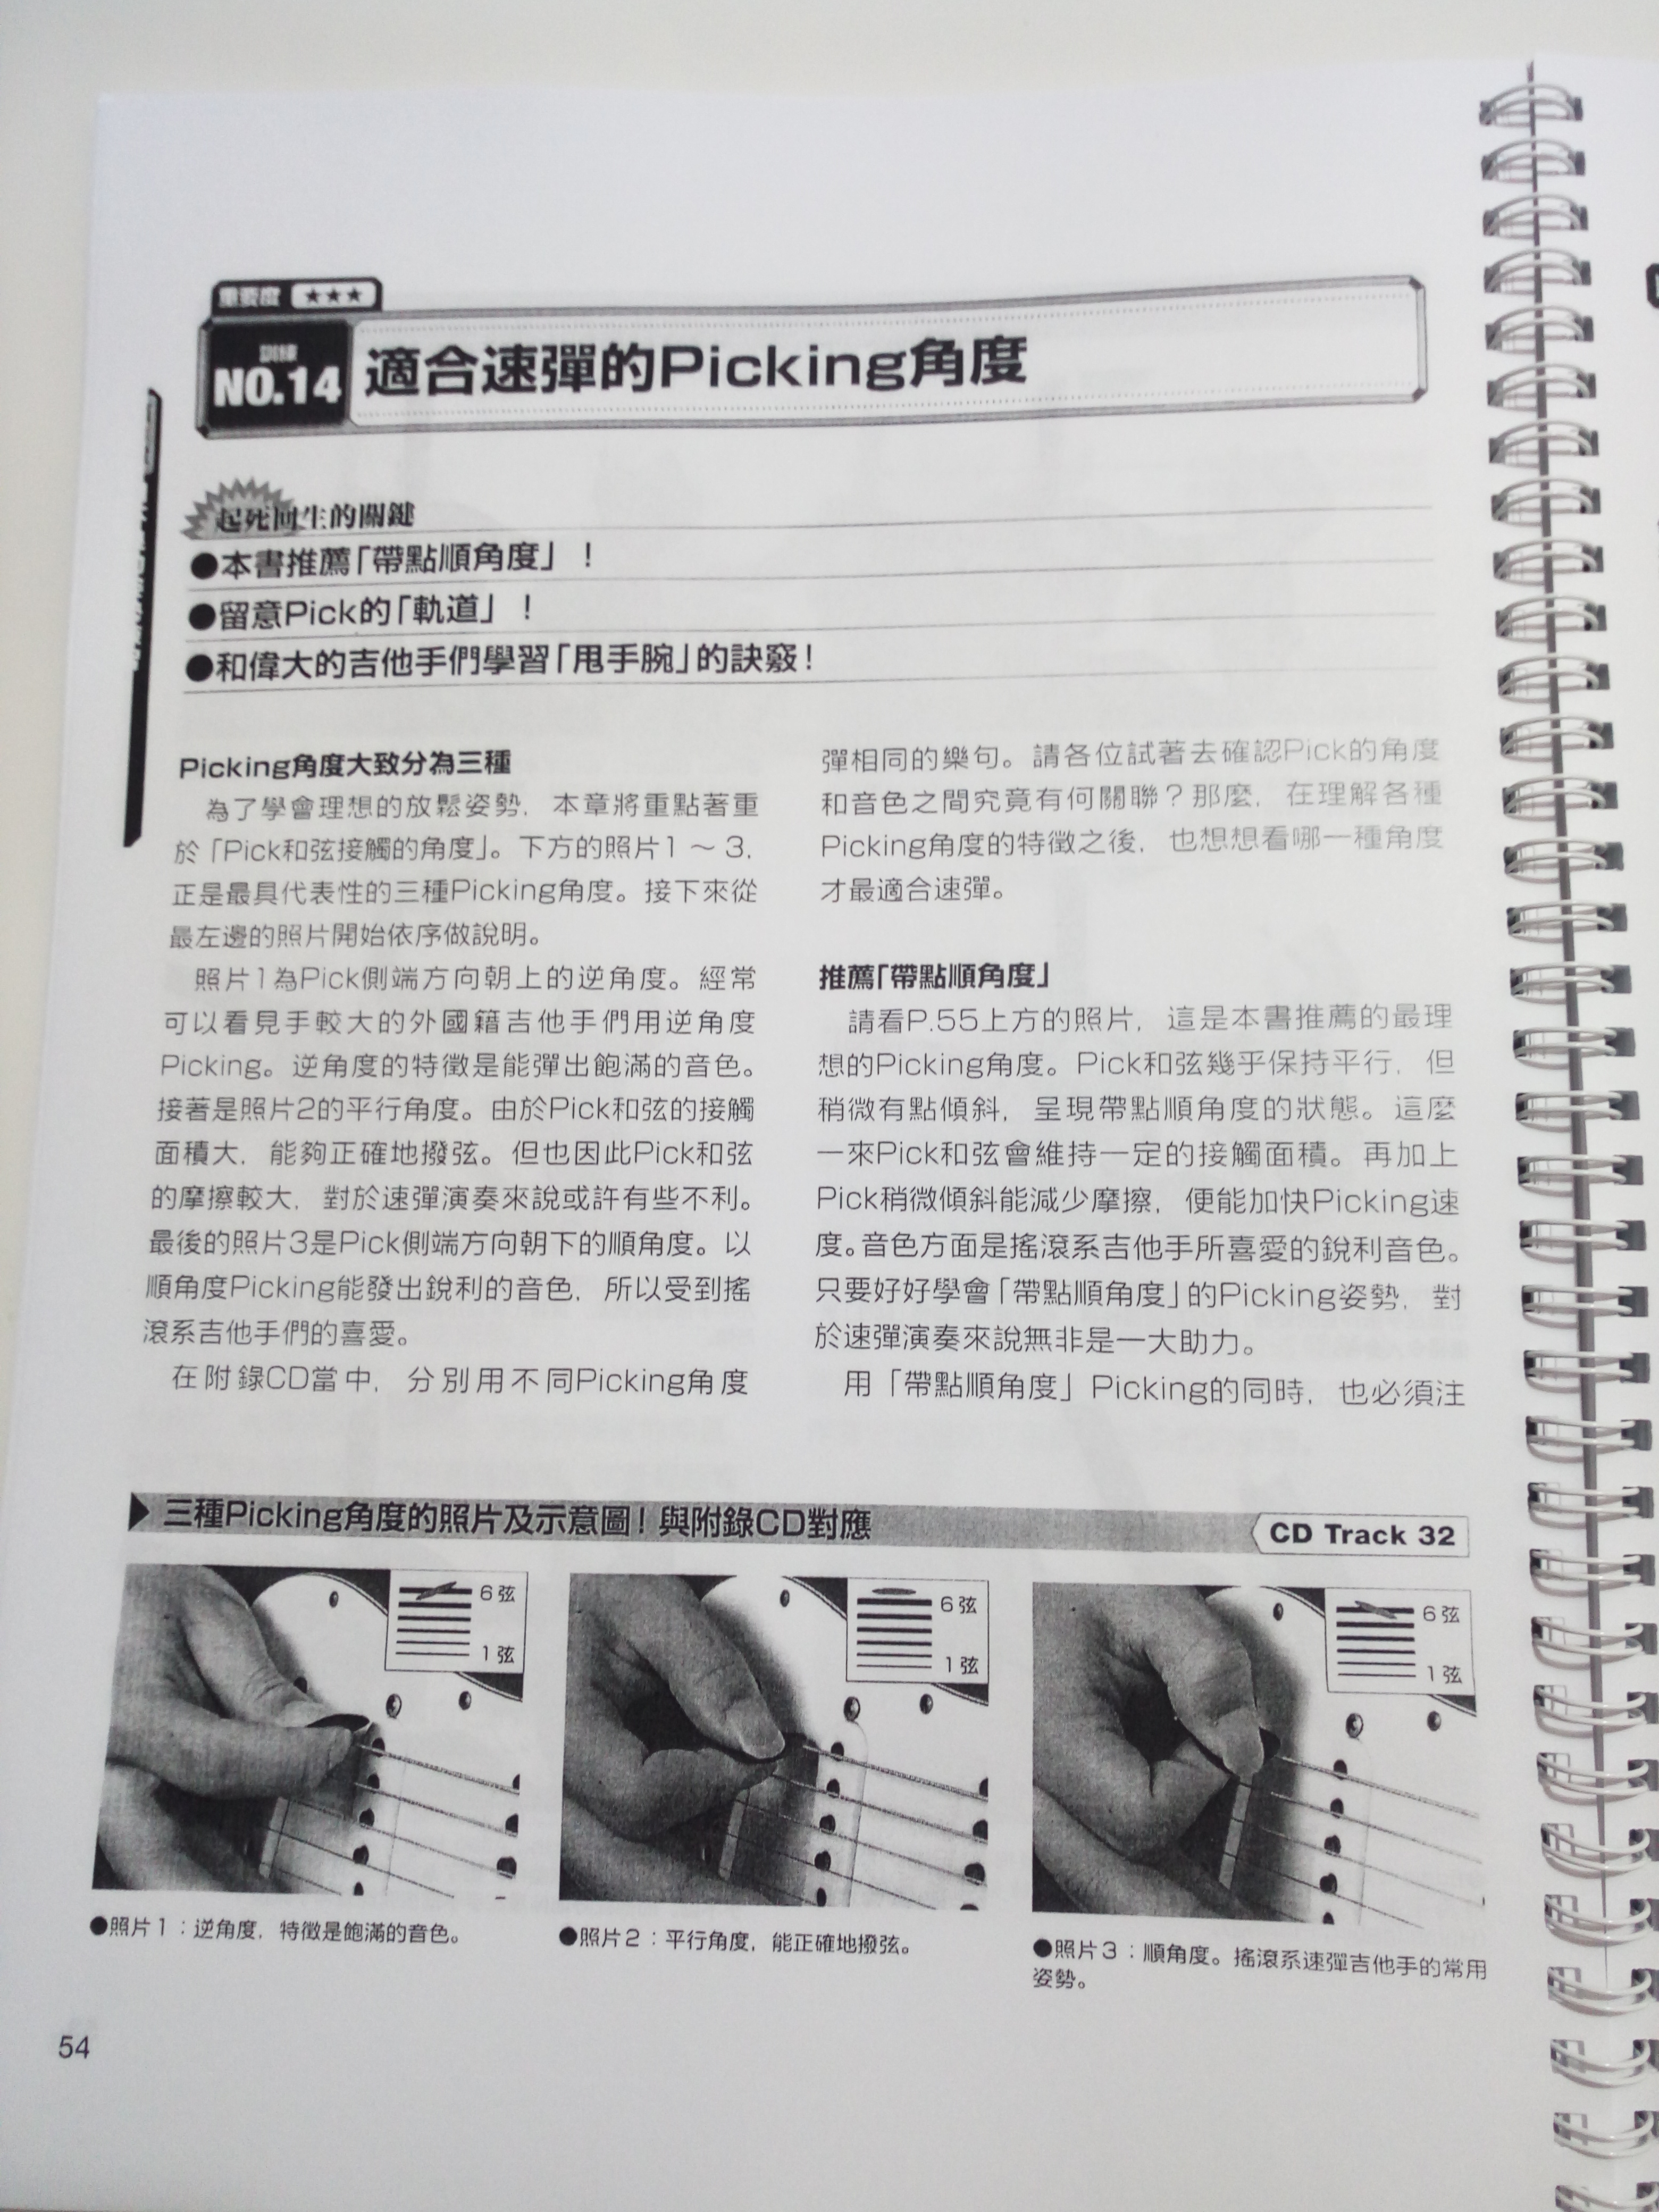 重要度 ★★★
訓練
NO.14 適合速彈的Picking角度
起死回生的關鍵
●本書推薦「帶點順角度」！
●留意Pick的「軌道」！
●和偉大的吉他手們學習「甩手腕」的訣竅！
Picking角度大致分為三種
為了學會理想的放鬆姿勢，本章將重點著重
於「Pick和弦接觸的角度」。下方的照片1～3，
正是最具代表性的三種Picking角度。接下來從
最左邊的照片開始依序做說明。
照片1為Pick側端方向朝上的逆角度。經常
可以看見手較大的外國籍吉他手們用逆角度
Picking。逆角度的特徵是能彈出飽滿的音色。
接著是照片2的平行角度。由於Pick和弦的接觸
面積大，能夠正確地撥弦。但也因此Pick和弦
的摩擦較大，對於速彈演奏來說或許有些不利。
最後的照片3是Pick側端方向朝下的順角度。以
順角度Picking能發出銳利的音色，所以受到搖
滾系吉他手們的喜愛。
在附錄CD當中，分別用不同Picking角度
彈相同的樂句。請各位試著去確認Pick的角度
和音色之間究竟有何關聯？那麼，在理解各種
Picking角度的特徵之後，也想想看哪一種角度
才最適合速彈。
推薦「帶點順角度」
請看P.55上方的照片，這是本書推薦的最理
想的Picking角度。Pick和弦幾乎保持平行，但
稍微有點傾斜，呈現帶點順角度的狀態。這麼
一來Pick和弦會維持一定的接觸面積。再加上
Pick稍微傾斜能減少摩擦，便能加快Picking速
度。音色方面是搖滾系吉他手所喜愛的銳利音色。
只要好好學會「帶點順角度」的Picking姿勢，對
於速彈演奏來說無非是一大助力。
用「帶點順角度」Picking的同時，也必須注
三種Picking角度的照片及示意圖！與附錄CD對應
CD Track 32
6弦
1弦
6弦
1弦
6弦
1弦
●照片1：逆角度，特徵是飽滿的音色。
●照片2：平行角度，能正確地撥弦。
●照片3：順角度。搖滾系速彈吉他手的常用
姿勢。
54